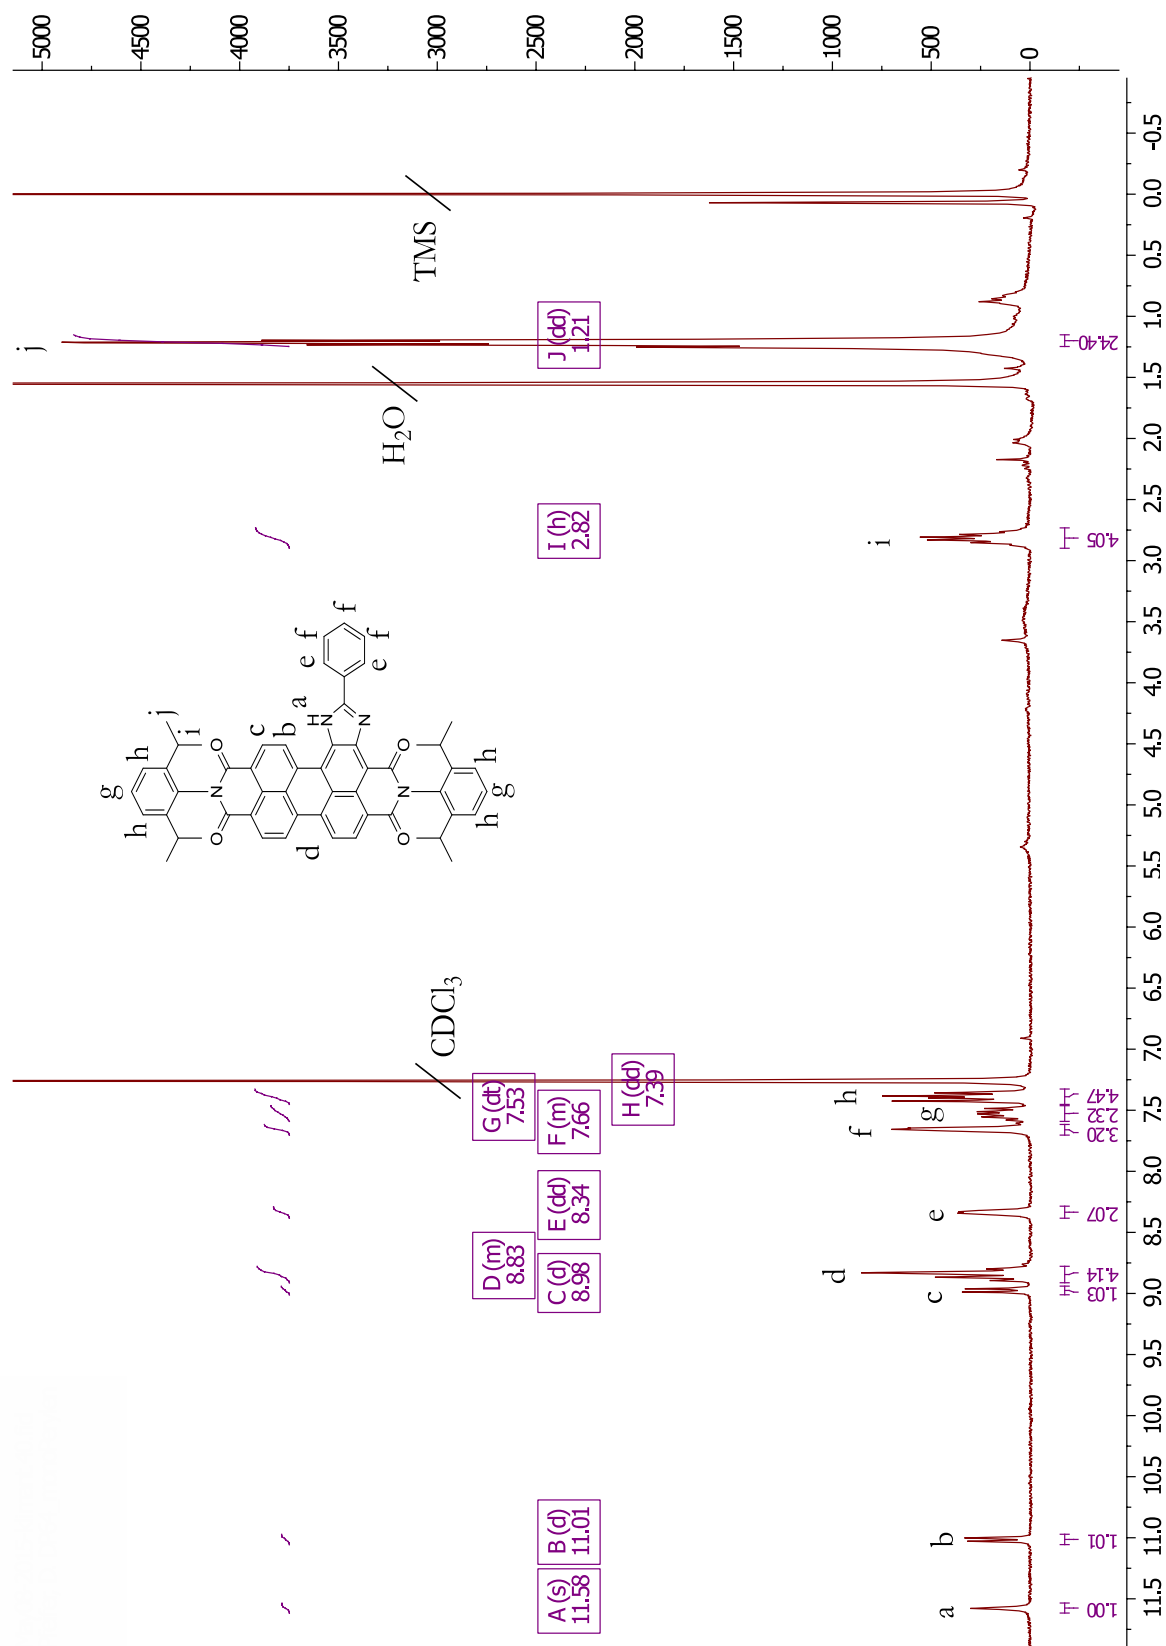 5000
4500
4000
3500
3000
2500
2000
1500
1000
500
0
j
TMS
H₂O
CDCl₃
J (dd)
1.21
I (h)
2.82
G (dt)
7.53
F (m)
7.66
H (dd)
7.39
E (dd)
8.34
D (m)
8.83
C (d)
8.98
B (d)
11.01
A (s)
11.58
h
g
h
i
j
O
N
O
c
b
a
H
N
N
e
f
f
f
e
d
O
N
O
h
g
h
a
b
c
d
e
f
g
h
i
1.00
1.01
1.03
4.14
2.07
3.20
2.32
4.47
4.05
24.40
11.5
11.0
10.5
10.0
9.5
9.0
8.5
8.0
7.5
7.0
6.5
6.0
5.5
5.0
4.5
4.0
3.5
3.0
2.5
2.0
1.5
1.0
0.5
0.0
-0.5